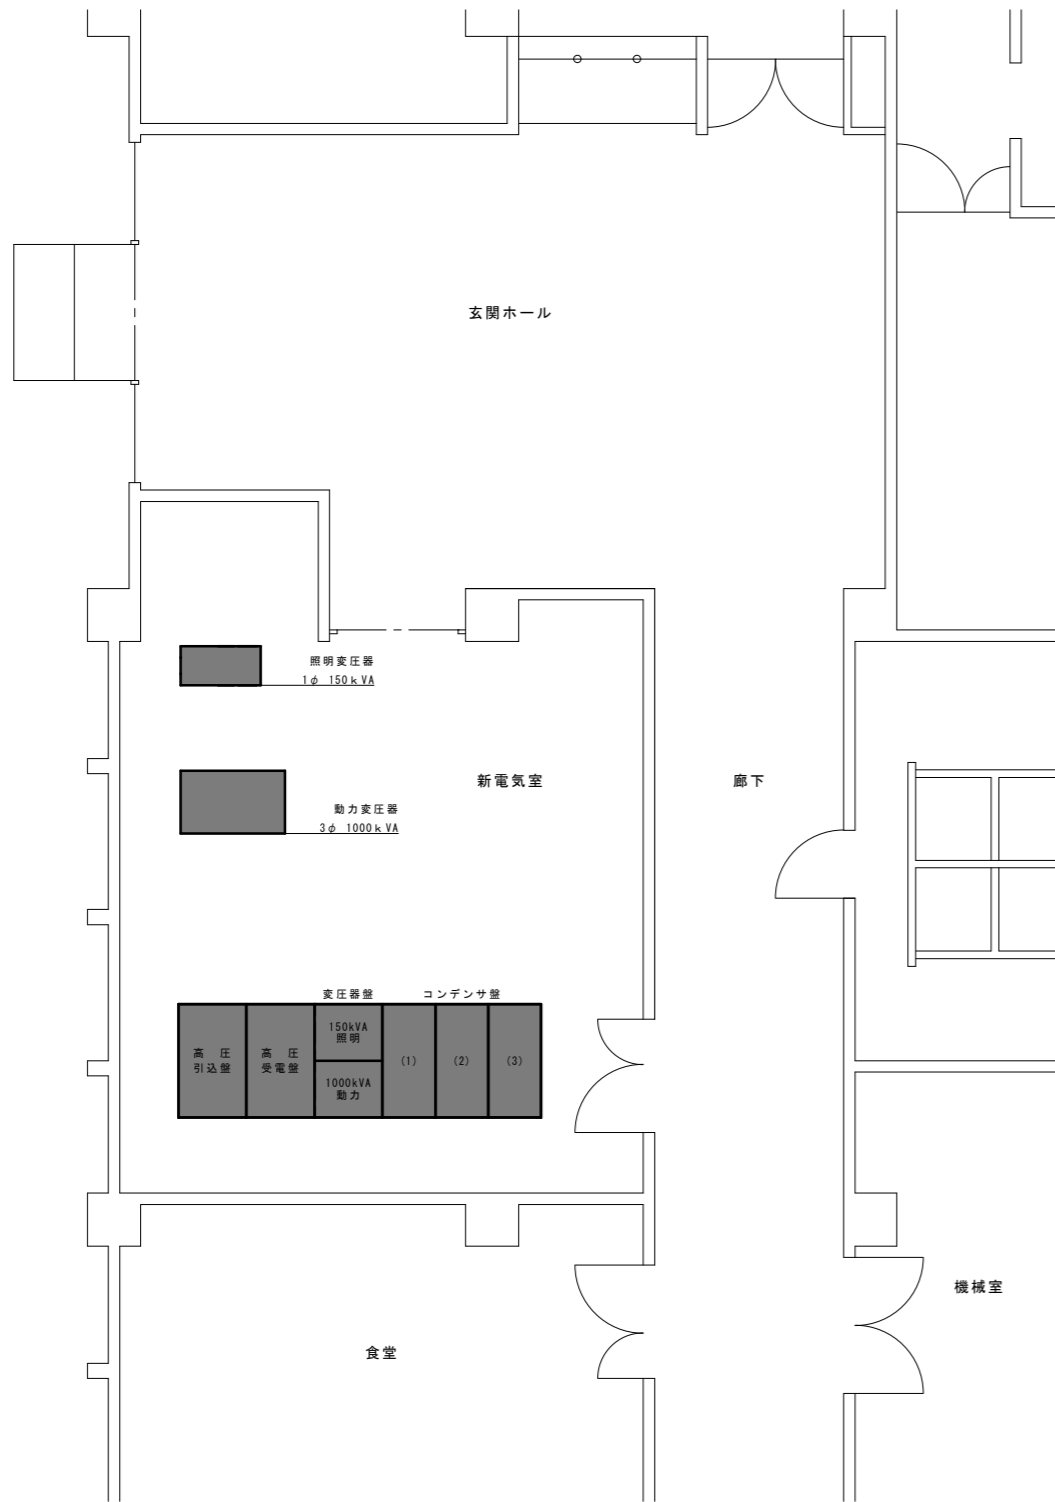 玄関ホール
照明変圧器
1φ 150kVA
新電気室
廊下
動力変圧器
3φ 1000kVA
変圧器盤
コンデンサ盤
高 圧
引込盤
高 圧
受電盤
150kVA
照明
1000kVA
動力
(1)
(2)
(3)
機械室
食堂